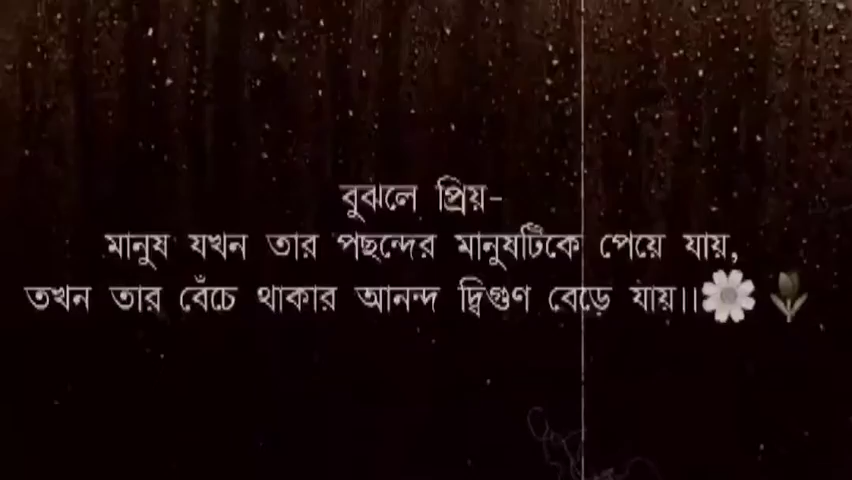 বুঝলে প্রিয়-
মানুষ যখন তার পছন্দের মানুষটিকে পেয়ে যায়,
তখন তার বেঁচে থাকার আনন্দ দ্বিগুণ বেড়ে যায়।।🌼🌷